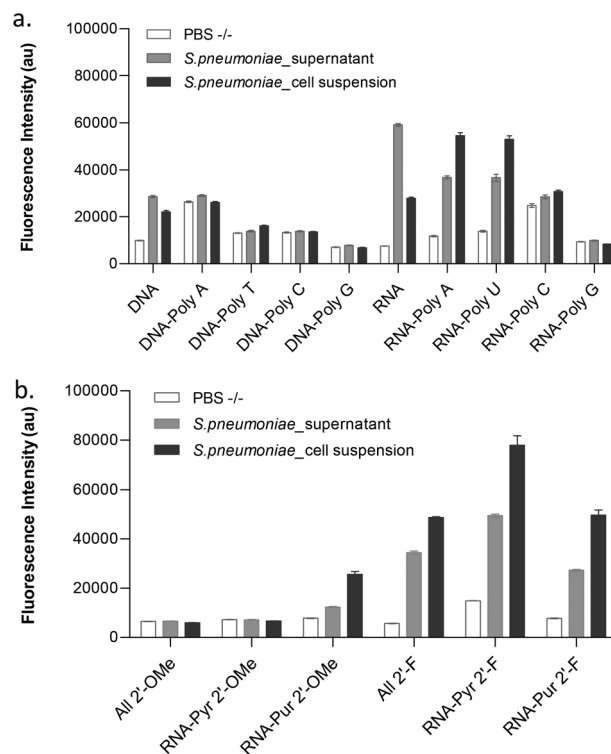 a.
PBS -/-
S.pneumoniae_supernatant
S.pneumoniae_cell suspension
Fluorescence Intensity (au)
100000
80000
60000
40000
20000
0
DNA
DNA-Poly A
DNA-Poly T
DNA-Poly C
DNA-Poly G
RNA
RNA-Poly A
RNA-Poly U
RNA-Poly C
RNA-Poly G
b.
PBS -/-
S.pneumoniae_supernatant
S.pneumoniae_cell suspension
Fluorescence Intensity (au)
100000
80000
60000
40000
20000
0
All 2'-OMe
RNA-Pyr 2'-OMe
RNA-Pur 2'-OMe
All 2'-F
RNA-Pyr 2'-F
RNA-Pur 2'-F